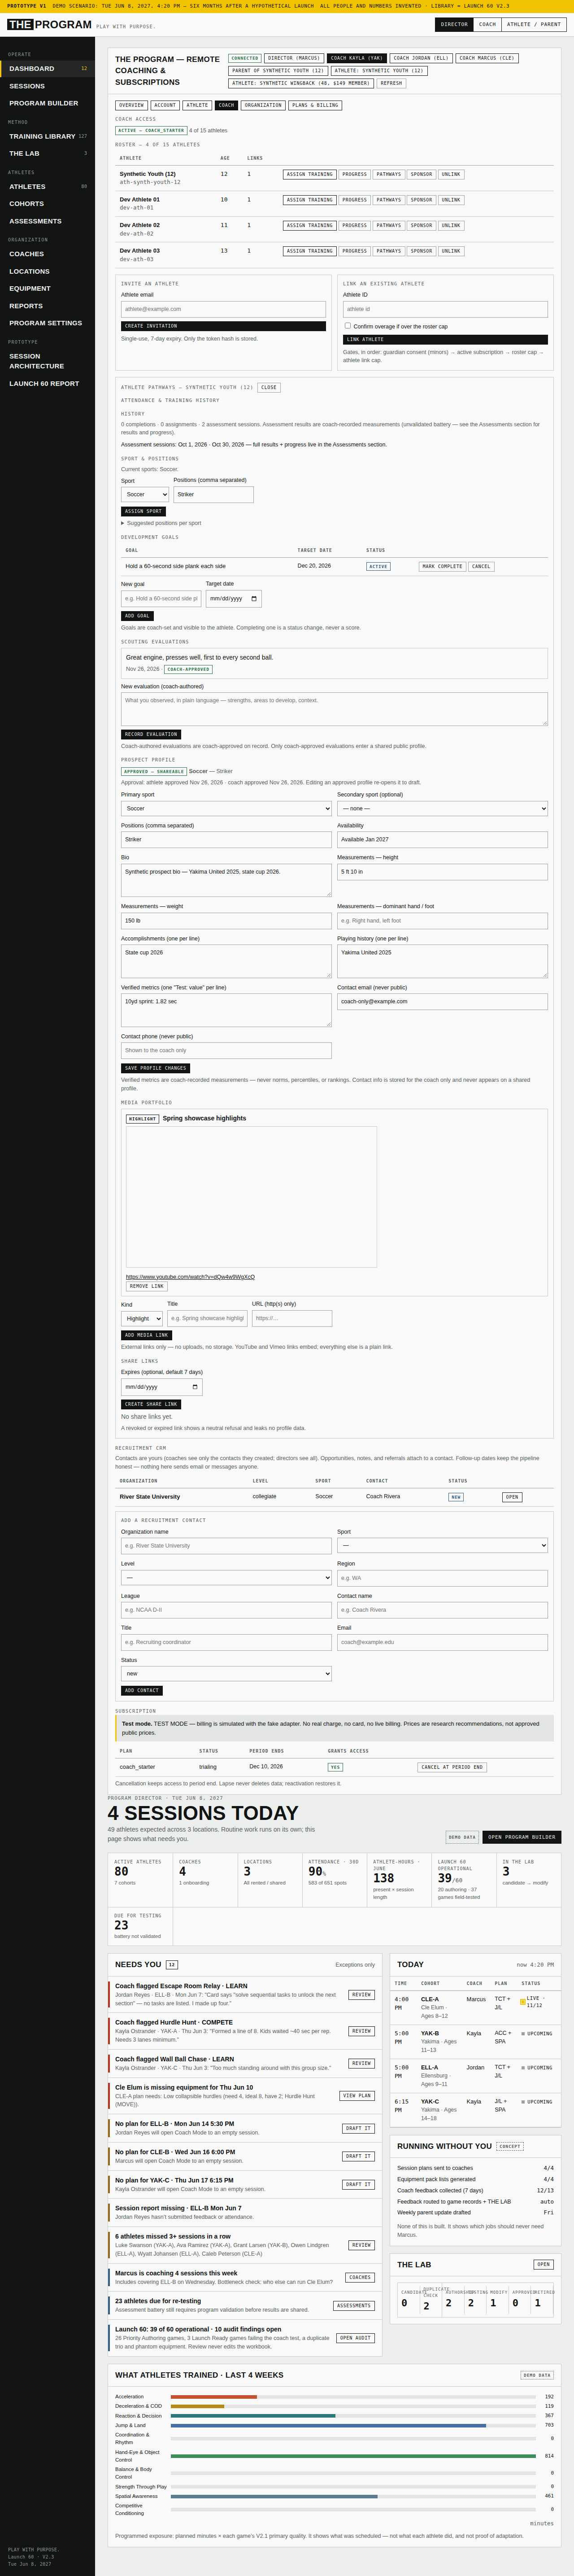 PROTOTYPE V1 DEMO SCENARIO: TUE JUN 8, 2027, 4:20 PM — SIX MONTHS AFTER A HYPOTHETICAL LAUNCH ALL PEOPLE AND NUMBERS INVENTED · LIBRARY = LAUNCH 60 V2.3
THE PROGRAM PLAY WITH PURPOSE.
DIRECTOR COACH ATHLETE / PARENT
OPERATE
DASHBOARD 12
SESSIONS
PROGRAM BUILDER
METHOD
TRAINING LIBRARY 127
THE LAB 3
ATHLETES
ATHLETES 80
COHORTS
ASSESSMENTS
ORGANIZATION
COACHES
LOCATIONS
EQUIPMENT
REPORTS
PROGRAM SETTINGS
PROTOTYPE
SESSION
ARCHITECTURE
LAUNCH 60 REPORT
PLAY WITH PURPOSE.
Launch 60 · V2.3
Tue Jun 8, 2027
THE PROGRAM — REMOTE
COACHING &
SUBSCRIPTIONS
CONNECTED DIRECTOR (MARCUS) COACH KAYLA (YAK) COACH JORDAN (ELL) COACH MARCUS (CLE)
PARENT OF SYNTHETIC YOUTH (12) ATHLETE: SYNTHETIC YOUTH (12)
ATHLETE: SYNTHETIC WINGBACK (48, $149 MEMBER) REFRESH
OVERVIEW ACCOUNT ATHLETE COACH ORGANIZATION PLANS & BILLING
COACH ACCESS
ACTIVE — COACH_STARTER 4 of 15 athletes
ROSTER — 4 OF 15 ATHLETES
ATHLETE AGE LINKS
Synthetic Youth (12) 12 1 ASSIGN TRAINING PROGRESS PATHWAYS SPONSOR UNLINK
ath-synth-youth-12
Dev Athlete 01 10 1 ASSIGN TRAINING PROGRESS PATHWAYS SPONSOR UNLINK
dev-ath-01
Dev Athlete 02 11 1 ASSIGN TRAINING PROGRESS PATHWAYS SPONSOR UNLINK
dev-ath-02
Dev Athlete 03 13 1 ASSIGN TRAINING PROGRESS PATHWAYS SPONSOR UNLINK
dev-ath-03
INVITE AN ATHLETE
Athlete email
athlete@example.com
CREATE INVITATION
Single-use, 7-day expiry. Only the token hash is stored.
LINK AN EXISTING ATHLETE
Athlete ID
athlete id
Confirm overage if over the roster cap
LINK ATHLETE
Gates, in order: guardian consent (minors) → active subscription → roster cap →
athlete link cap.
ATHLETE PATHWAYS — SYNTHETIC YOUTH (12) CLOSE
ATTENDANCE & TRAINING HISTORY
HISTORY
0 completions · 0 assignments · 2 assessment sessions. Assessment results are coach-recorded measurements (unvalidated battery — see the Assessments section for
results and progress).
Assessment sessions: Oct 1, 2026 · Oct 30, 2026 — full results + progress live in the Assessments section.
SPORT & POSITIONS
Current sports: Soccer.
Sport Positions (comma separated)
Soccer Striker
ASSIGN SPORT
▶ Suggested positions per sport
DEVELOPMENT GOALS
GOAL TARGET DATE STATUS
Hold a 60-second side plank each side Dec 20, 2026 ACTIVE MARK COMPLETE CANCEL
New goal Target date
e.g. Hold a 60-second side pl mm/dd/yyyy
ADD GOAL
Goals are coach-set and visible to the athlete. Completing one is a status change, never a score.
SCOUTING EVALUATIONS
Great engine, presses well, first to every second ball.
Nov 26, 2026 · COACH-APPROVED
New evaluation (coach-authored)
What you observed, in plain language — strengths, areas to develop, context.
RECORD EVALUATION
Coach-authored evaluations are coach-approved on record. Only coach-approved evaluations enter a shared public profile.
PROSPECT PROFILE
APPROVED — SHAREABLE Soccer — Striker
Approval: athlete approved Nov 26, 2026 · coach approved Nov 26, 2026. Editing an approved profile re-opens it to draft.
Primary sport Secondary sport (optional)
Soccer — none —
Positions (comma separated) Availability
Striker Available Jan 2027
Bio Measurements — height
Synthetic prospect bio — Yakima United 2025, state cup 2026. 5 ft 10 in
Measurements — weight Measurements — dominant hand / foot
150 lb e.g. Right hand, left foot
Accomplishments (one per line) Playing history (one per line)
State cup 2026 Yakima United 2025
Verified metrics (one "Test: value" per line) Contact email (never public)
10yd sprint: 1.82 sec coach-only@example.com
Contact phone (never public)
Shown to the coach only
SAVE PROFILE CHANGES
Verified metrics are coach-recorded measurements — never norms, percentiles, or rankings. Contact info is stored for the coach only and never appears on a shared
profile.
MEDIA PORTFOLIO
HIGHLIGHT Spring showcase highlights
https://www.youtube.com/watch?v=dQw4w9WgXcQ
REMOVE LINK
Kind Title URL (http(s) only)
Highlight e.g. Spring showcase highligl https://…
ADD MEDIA LINK
External links only — no uploads, no storage. YouTube and Vimeo links embed; everything else is a plain link.
SHARE LINKS
Expires (optional, default 7 days)
mm/dd/yyyy
CREATE SHARE LINK
No share links yet.
A revoked or expired link shows a neutral refusal and leaks no profile data.
RECRUITMENT CRM
Contacts are yours (coaches see only the contacts they created; directors see all). Opportunities, notes, and referrals attach to a contact. Follow-up dates keep the pipeline
honest — nothing here sends email or messages anyone.
ORGANIZATION LEVEL SPORT CONTACT STATUS
River State University collegiate Soccer Coach Rivera NEW OPEN
ADD A RECRUITMENT CONTACT
Organization name Sport
e.g. River State University —
Level Region
— e.g. WA
League Contact name
e.g. NCAA D-II e.g. Coach Rivera
Title Email
e.g. Recruiting coordinator coach@example.edu
Status
new
ADD CONTACT
SUBSCRIPTION
Test mode. TEST MODE — billing is simulated with the fake adapter. No real charge, no card, no live billing. Prices are research recommendations, not approved
public prices.
PLAN STATUS PERIOD ENDS GRANTS ACCESS
coach_starter trialing Dec 10, 2026 YES CANCEL AT PERIOD END
Cancellation keeps access to period end. Lapse never deletes data; reactivation restores it.
PROGRAM DIRECTOR · TUE JUN 8, 2027
4 SESSIONS TODAY
49 athletes expected across 3 locations. Routine work runs on its own; this
page shows what needs you.
DEMO DATA OPEN PROGRAM BUILDER
ACTIVE ATHLETES
80
7 cohorts
COACHES
4
1 onboarding
LOCATIONS
3
All rented / shared
ATTENDANCE · 30D
90%
583 of 651 spots
ATHLETE-HOURS ·
JUNE
138
present × session
length
LAUNCH 60
OPERATIONAL
39/60
20 authoring · 37
games field-tested
IN THE LAB
3
candidate → modify
DUE FOR TESTING
23
battery not validated
NEEDS YOU 12 Exceptions only
Coach flagged Escape Room Relay · LEARN
Jordan Reyes · ELL-B · Mon Jun 7: "Card says "solve sequential tasks to unlock the next
section" — no tasks are listed. I made up four."
REVIEW
Coach flagged Hurdle Hunt · COMPETE
Kayla Ostrander · YAK-A · Thu Jun 3: "Formed a line of 8. Kids waited ~40 sec per rep.
Needs 3 lanes minimum."
REVIEW
Coach flagged Wall Ball Chase · LEARN
Kayla Ostrander · YAK-C · Thu Jun 3: "Too much standing around with this group size."
REVIEW
Cle Elum is missing equipment for Thu Jun 10
CLE-A plan needs: Low collapsible hurdles (need 4, ideal 8, have 2; Hurdle Hunt
(MOVE)).
VIEW PLAN
No plan for ELL-B · Mon Jun 14 5:30 PM
Jordan Reyes will open Coach Mode to an empty session.
DRAFT IT
No plan for CLE-B · Wed Jun 16 6:00 PM
Marcus will open Coach Mode to an empty session.
DRAFT IT
No plan for YAK-C · Thu Jun 17 6:15 PM
Kayla Ostrander will open Coach Mode to an empty session.
DRAFT IT
Session report missing · ELL-B Mon Jun 7
Jordan Reyes hasn't submitted feedback or attendance.
6 athletes missed 3+ sessions in a row
Luke Swanson (YAK-A), Ava Ramirez (YAK-A), Grant Larsen (YAK-B), Owen Lindgren
(ELL-A), Wyatt Johansen (ELL-A), Caleb Peterson (CLE-A)
REVIEW
Marcus is coaching 4 sessions this week
Includes covering ELL-B on Wednesday. Bottleneck check: who else can run Cle Elum?
COACHES
23 athletes due for re-testing
Assessment battery still requires program validation before results are shared.
ASSESSMENTS
Launch 60: 39 of 60 operational · 10 audit findings open
26 Priority Authoring games, 3 Launch Ready games failing the coach test, a duplicate
trio and phantom equipment. Review never edits the workbook.
OPEN AUDIT
TODAY now 4:20 PM
TIME COHORT COACH PLAN STATUS
4:00 PM CLE-A Cle Elum · Ages 8–12 Marcus TCT + J/L LIVE · 11/12
5:00 PM YAK-B Yakima · Ages 11–13 Kayla ACC + SPA UPCOMING
5:00 PM ELL-A Ellensburg · Ages 9–11 Jordan TCT + J/L UPCOMING
6:15 PM YAK-C Yakima · Ages 14–18 Kayla J/L + SPA UPCOMING
RUNNING WITHOUT YOU CONCEPT
Session plans sent to coaches 4/4
Equipment pack lists generated 4/4
Coach feedback collected (7 days) 12/13
Feedback routed to game records + THE LAB auto
Weekly parent update drafted Fri
None of this is built. It shows which jobs should never need
Marcus.
THE LAB OPEN
CANDIDATE 0
DUPLICATE CHECK 2
AUTHORING 2
TESTING 2
MODIFY 1
APPROVED 0
RETIRED 1
WHAT ATHLETES TRAINED · LAST 4 WEEKS DEMO DATA
Acceleration 192
Deceleration & COD 119
Reaction & Decision 367
Jump & Land 703
Coordination &
Rhythm 0
Hand-Eye & Object
Control 814
Balance & Body
Control 0
Strength Through Play 0
Spatial Awareness 461
Competitive
Conditioning 0
minutes
Programmed exposure: planned minutes × each game's V2.1 primary quality. It shows what was scheduled — not what each athlete did, and not proof of adaptation.